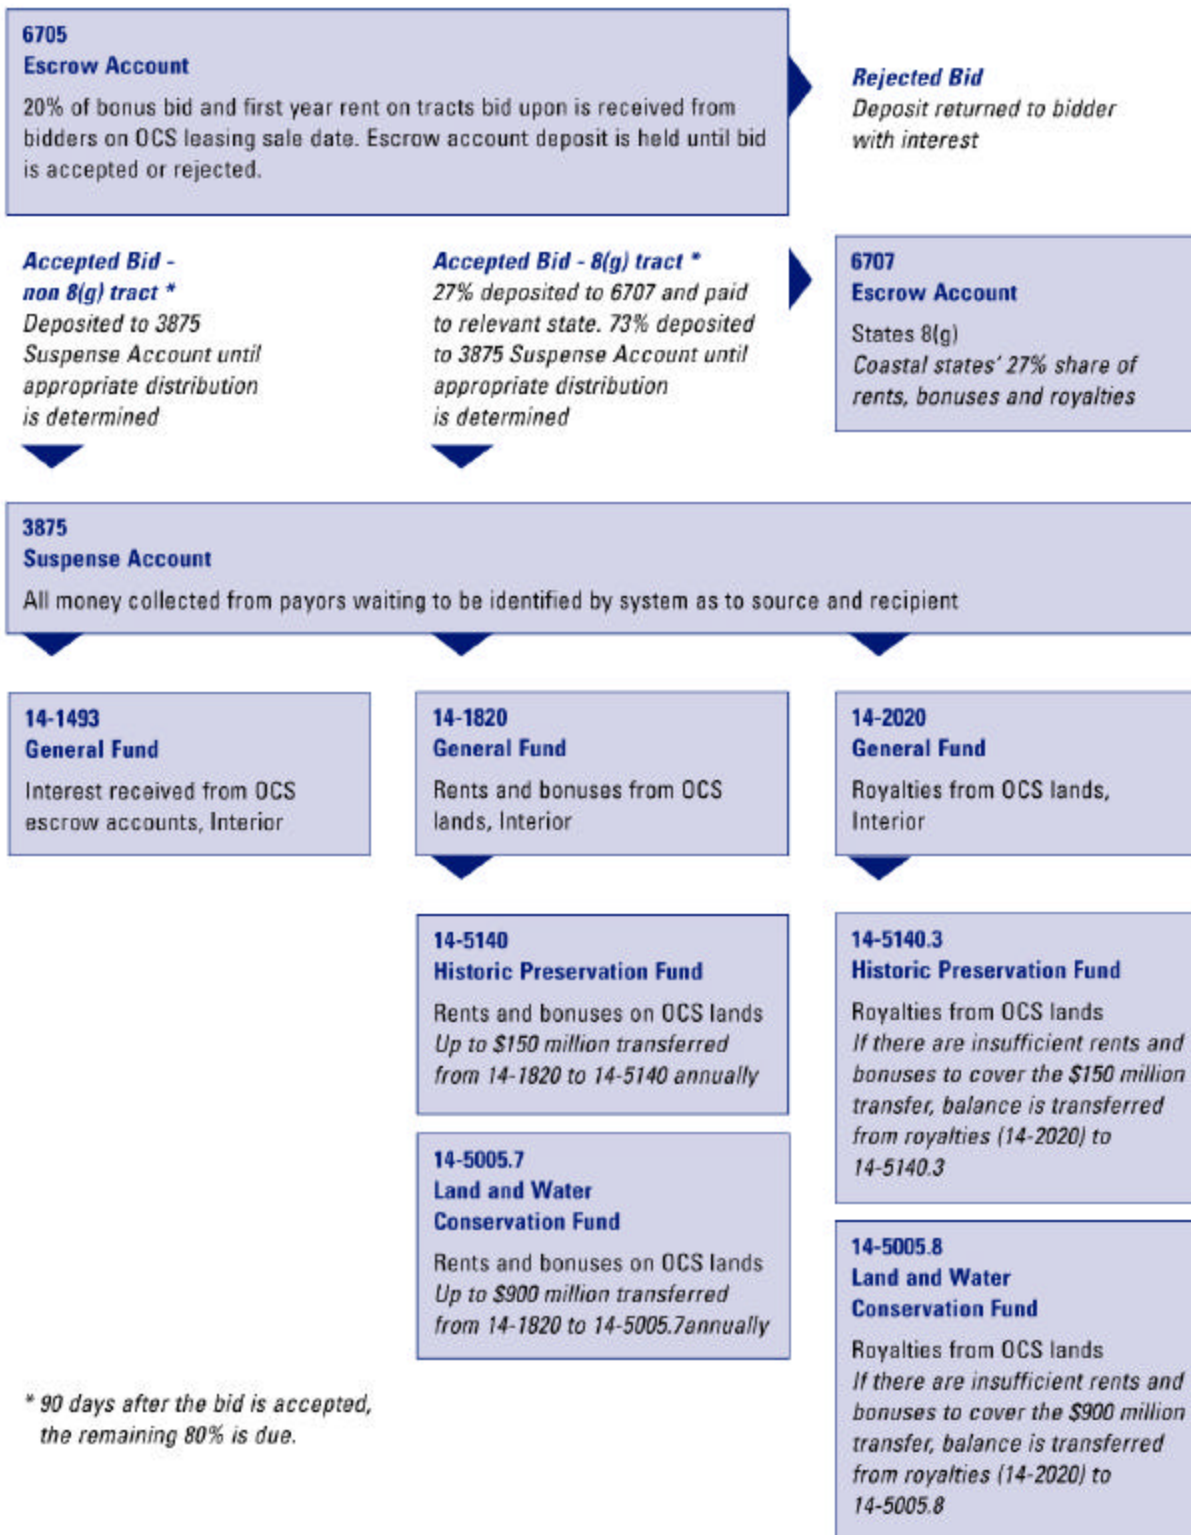 6705
Escrow Account
20% of bonus bid and first year rent on tracts bid upon is received from
bidders on OCS leasing sale date. Escrow account deposit is held until bid
is accepted or rejected.
Rejected Bid
Deposit returned to bidder
with interest
Accepted Bid -
non 8(g) tract *
Deposited to 3875
Suspense Account until
appropriate distribution
is determined
Accepted Bid - 8(g) tract *
27% deposited to 6707 and paid
to relevant state. 73% deposited
to 3875 Suspense Account until
appropriate distribution
is determined
6707
Escrow Account
States 8(g)
Coastal states' 27% share of
rents, bonuses and royalties
3875
Suspense Account
All money collected from payors waiting to be identified by system as to source and recipient
14-1493
General Fund
Interest received from OCS
escrow accounts, Interior
14-1820
General Fund
Rents and bonuses from OCS
lands, Interior
14-2020
General Fund
Royalties from OCS lands,
Interior
14-5140
Historic Preservation Fund
Rents and bonuses on OCS lands
Up to $150 million transferred
from 14-1820 to 14-5140 annually
14-5140.3
Historic Preservation Fund
Royalties from OCS lands
If there are insufficient rents and
bonuses to cover the $150 million
transfer, balance is transferred
from royalties (14-2020) to
14-5140.3
14-5005.7
Land and Water
Conservation Fund
Rents and bonuses on OCS lands
Up to $900 million transferred
from 14-1820 to 14-5005.7annually
14-5005.8
Land and Water
Conservation Fund
Royalties from OCS lands
If there are insufficient rents and
bonuses to cover the $900 million
transfer, balance is transferred
from royalties (14-2020) to
14-5005.8
* 90 days after the bid is accepted,
the remaining 80% is due.